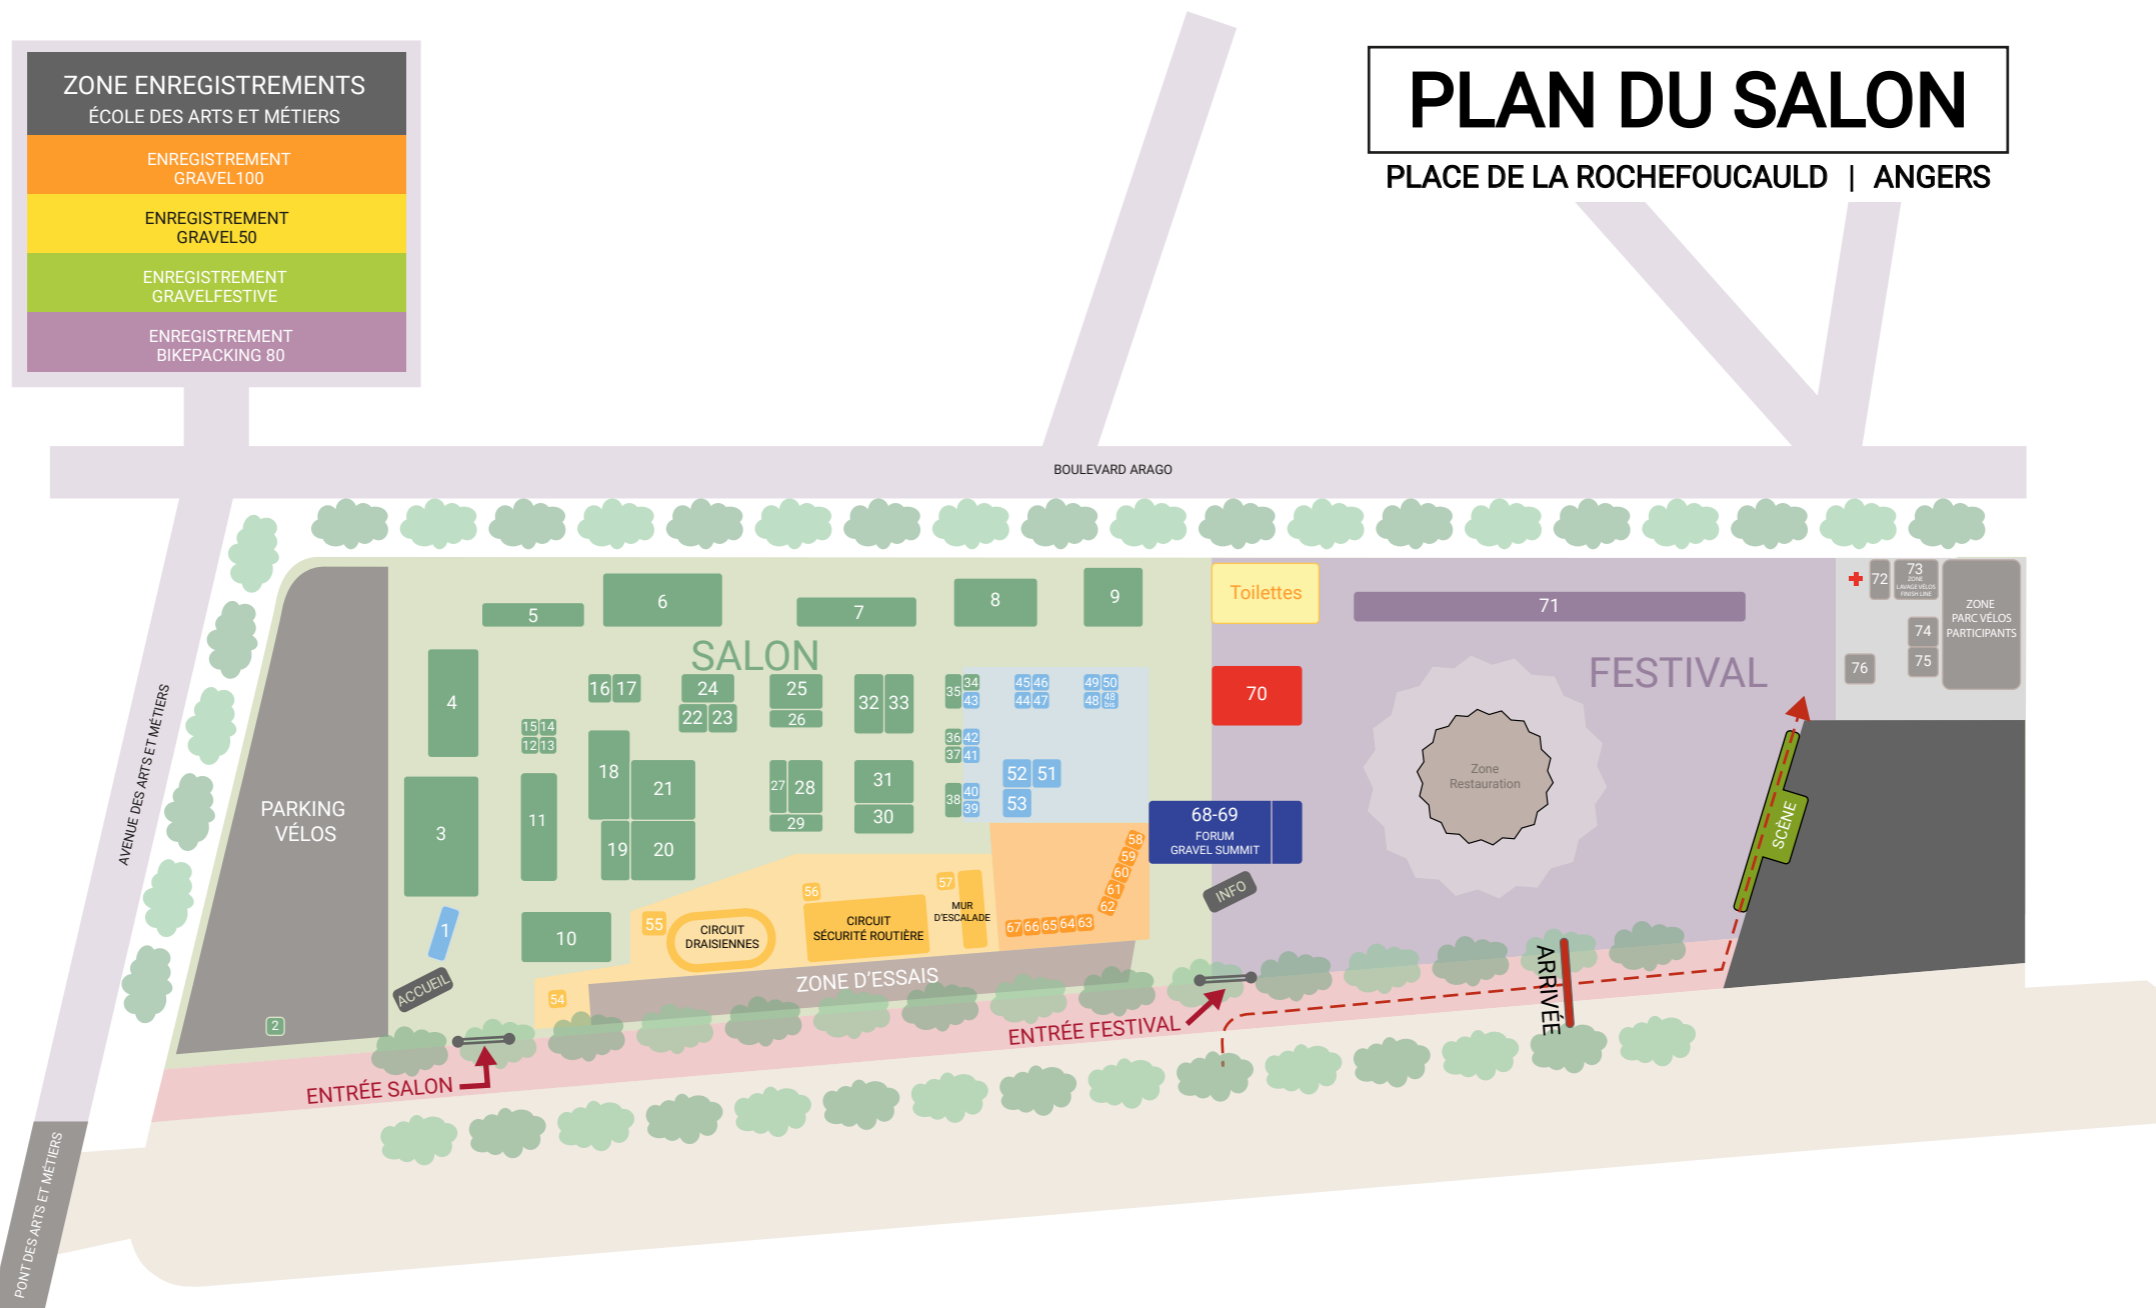 PLAN DU SALON
PLACE DE LA ROCHEFOUCAULD | ANGERS
ZONE ENREGISTREMENTS
ÉCOLE DES ARTS ET MÉTIERS
ENREGISTREMENT
GRAVEL100
ENREGISTREMENT
GRAVEL50
ENREGISTREMENT
GRAVELFESTIVE
ENREGISTREMENT
BIKEPACKING 80
BOULEVARD ARAGO
AVENUE DES ARTS ET MÉTIERS
PONT DES ARTS ET MÉTIERS
PARKING
VÉLOS
2
SALON
5
6
7
8
9
4
3
1
ACCUEIL
16 17
15 14
12 13
11
10
18
21
19
20
24
22 23
25
26
27 28
29
32 33
31
30
35 34
43
36 42
37 41
38 40
39
45 46
44 47
49 50
48 48
bis
52 51
53
54
55
56
57
CIRCUIT
DRAISIENNES
CIRCUIT
SÉCURITÉ ROUTIÈRE
MUR
D'ESCALADE
58
59
60
61
62
67 66 65 64 63
ZONE D'ESSAIS
ENTRÉE SALON
ENTRÉE FESTIVAL
Toilettes
70
68-69
FORUM
GRAVEL SUMMIT
INFO
71
FESTIVAL
Zone
Restauration
SCÈNE
ARRIVÉE
72
73
ZONE
LAVAGE VÉLOS
FINISH LINE
74
75
76
ZONE
PARC VÉLOS
PARTICIPANTS